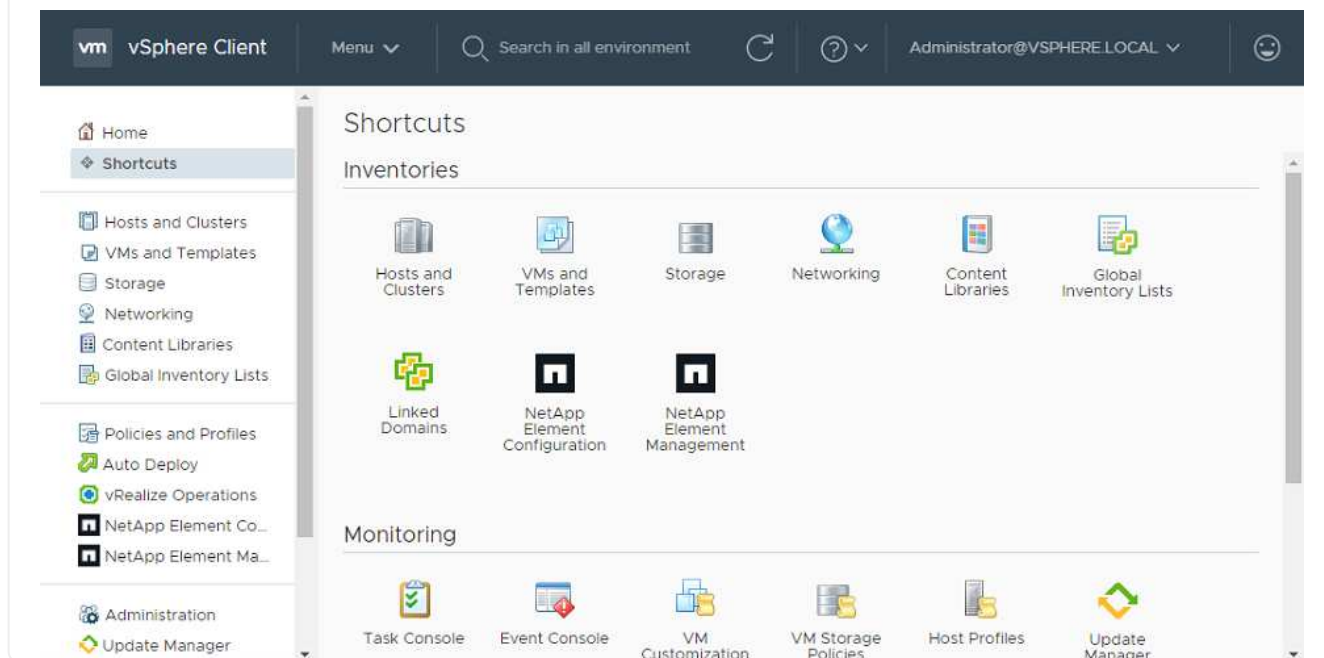 vm vSphere Client Menu Search in all environment Administrator@VSPHERE.LOCAL
Home
Shortcuts
Hosts and Clusters
VMs and Templates
Storage
Networking
Content Libraries
Global Inventory Lists
Policies and Profiles
Auto Deploy
vRealize Operations
NetApp Element Co...
NetApp Element Ma...
Administration
Update Manager
Shortcuts
Inventories
Hosts and
Clusters
VMs and
Templates
Storage
Networking
Content
Libraries
Global
Inventory Lists
Linked
Domains
NetApp
Element
Configuration
NetApp
Element
Management
Monitoring
Task Console
Event Console
VM
Customization
VM Storage
Policies
Host Profiles
Update
Manager